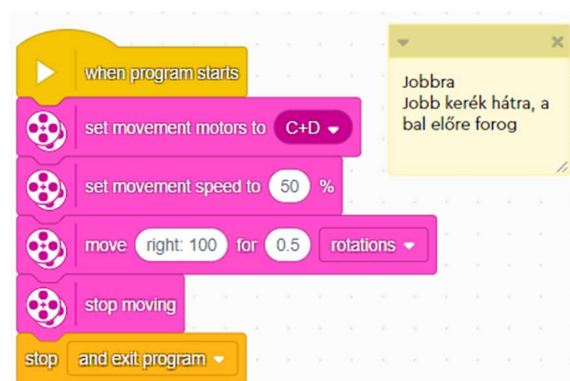 when program starts
set movement motors to C+D
set movement speed to 50 %
move right: 100 for 0.5 rotations
stop moving
stop and exit program
Jobbra
Jobb kerék hátra, a
bal előre forog